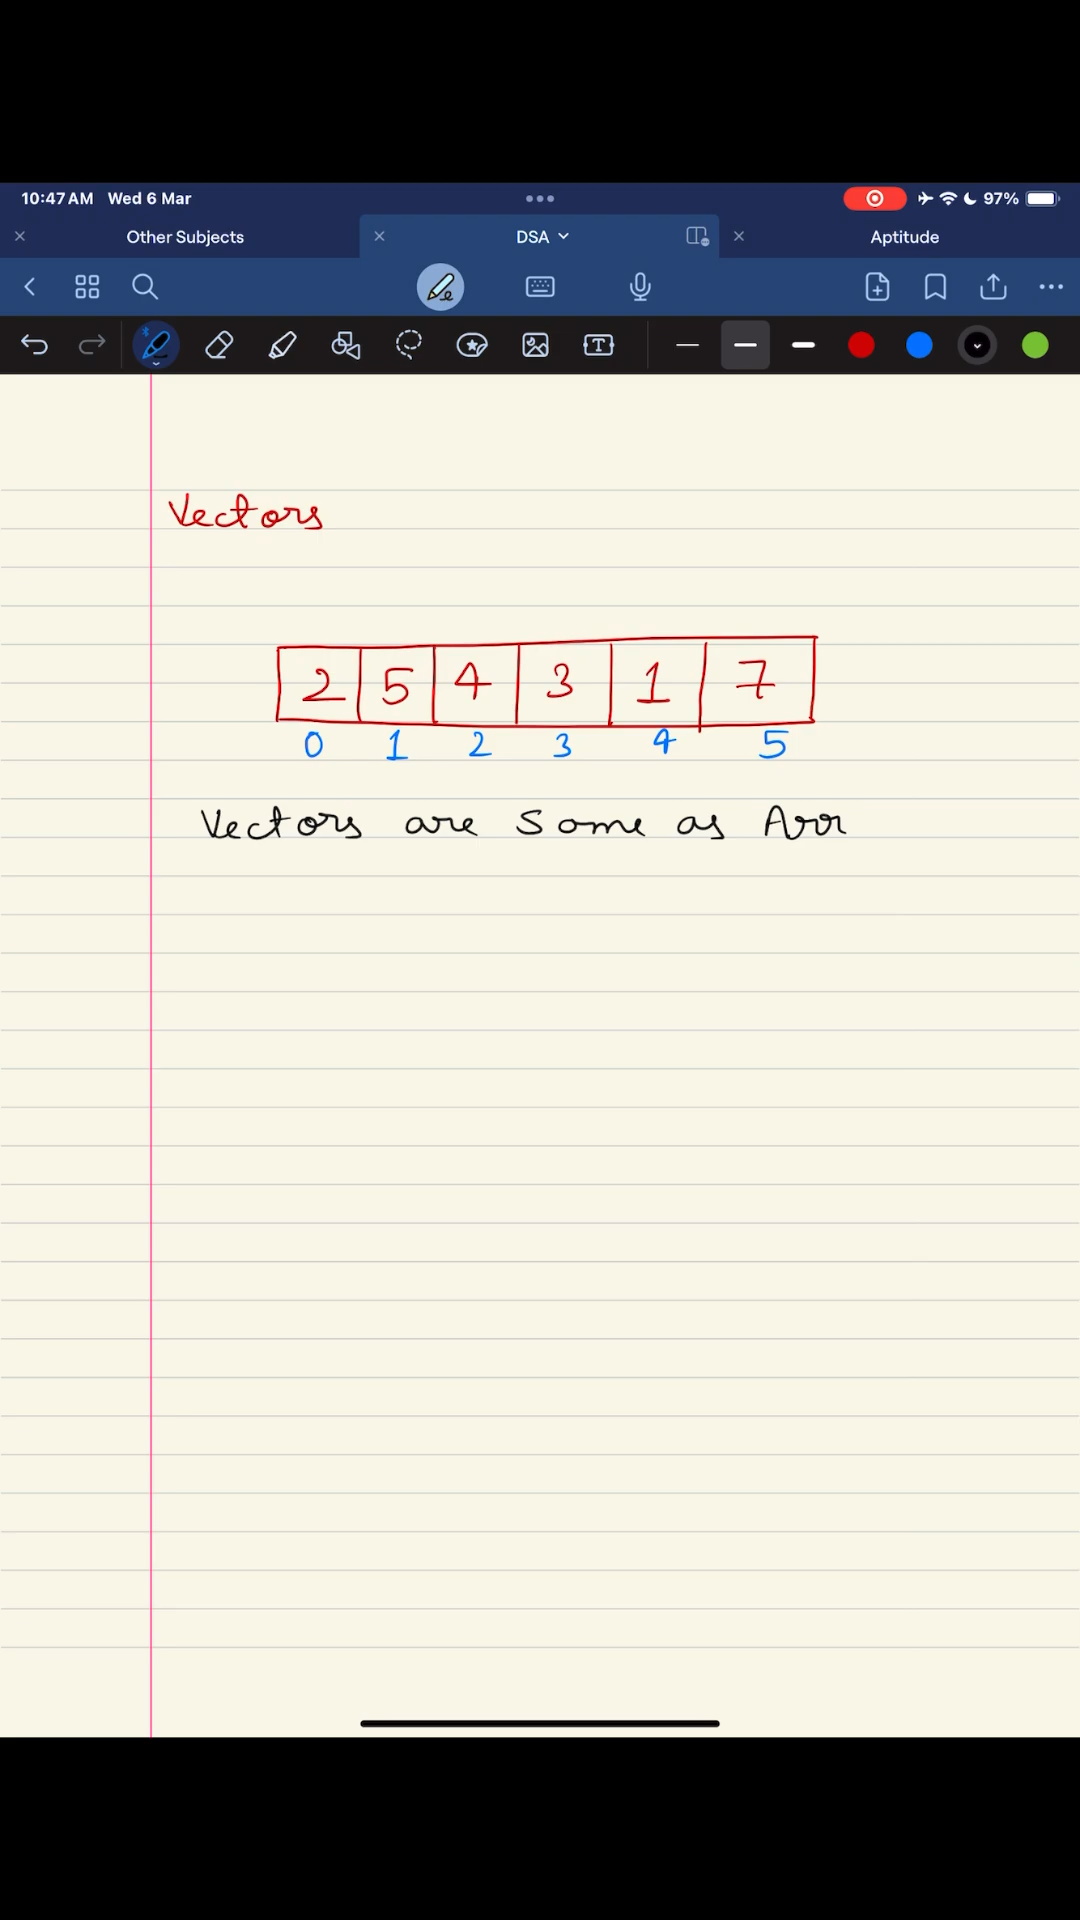 10:47 AM Wed 6 Mar 97%
Other Subjects DSA Aptitude
Vectors
2 5 4 3 1 7
0 1 2 3 4 5
Vectors are same as Arr